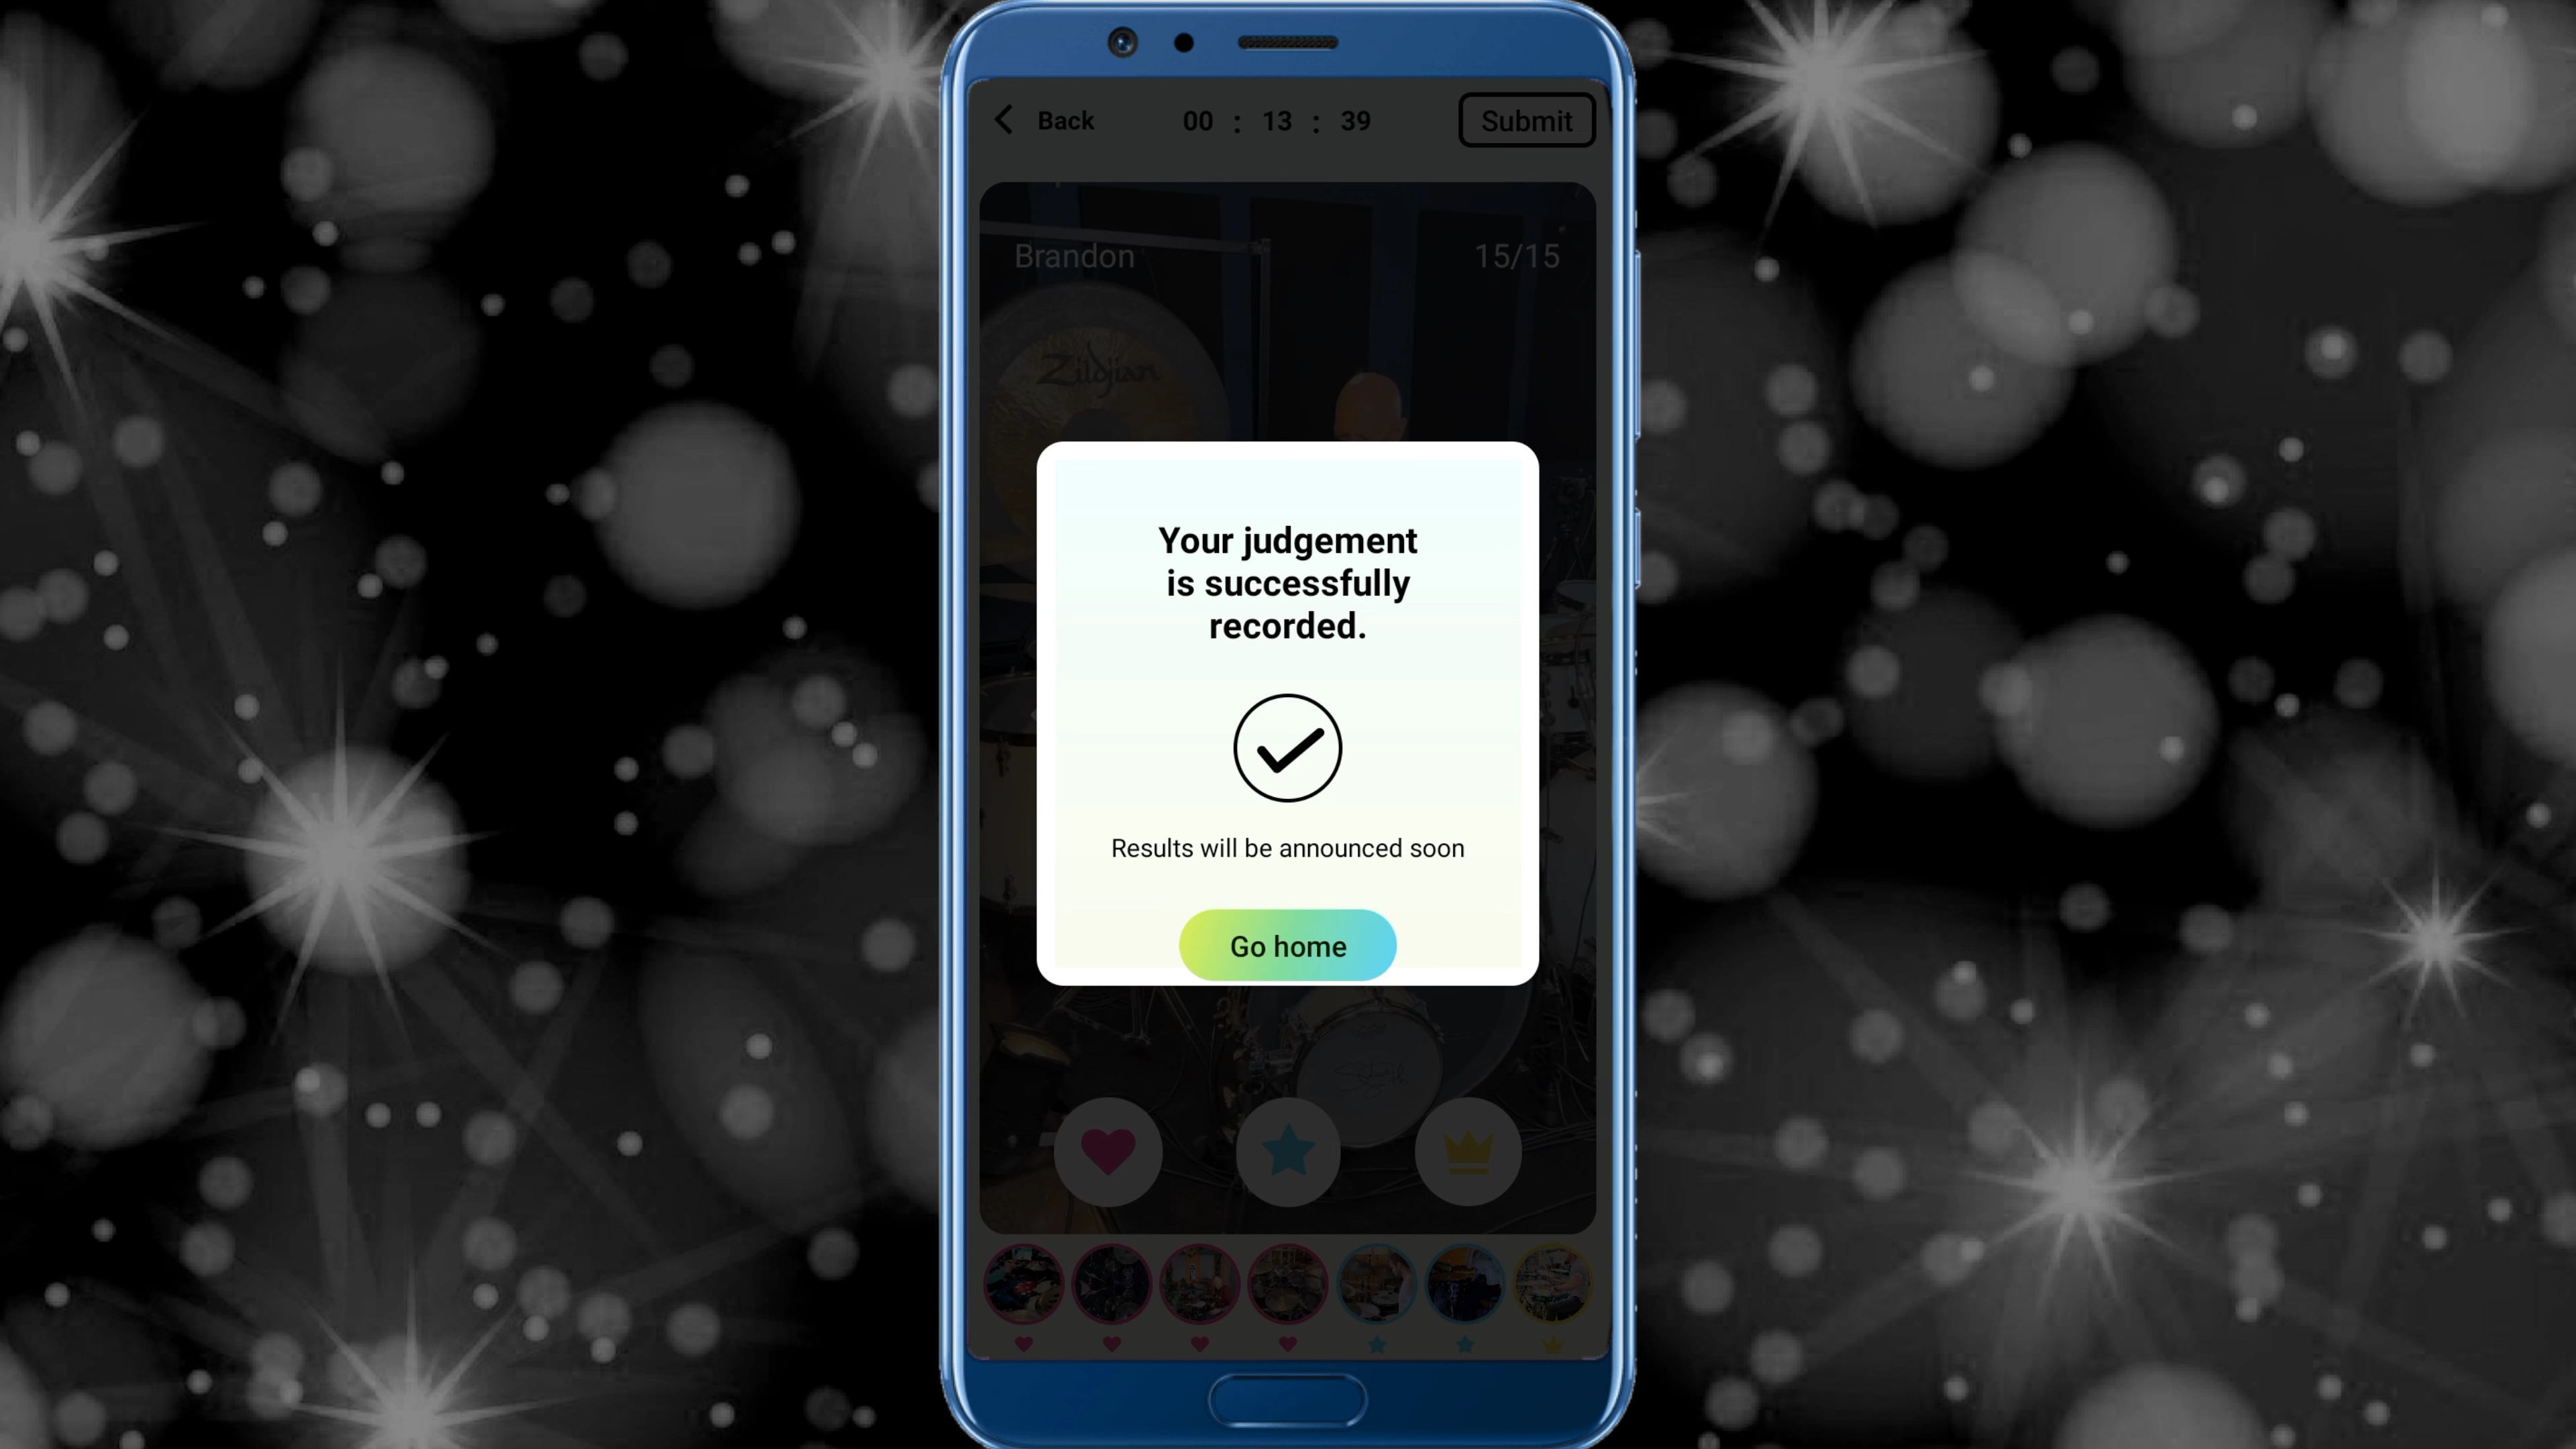 Back 00 : 13 : 39 Submit
Brandon 15/15
Zildjian
Your judgement
is successfully
recorded.
Results will be announced soon
Go home